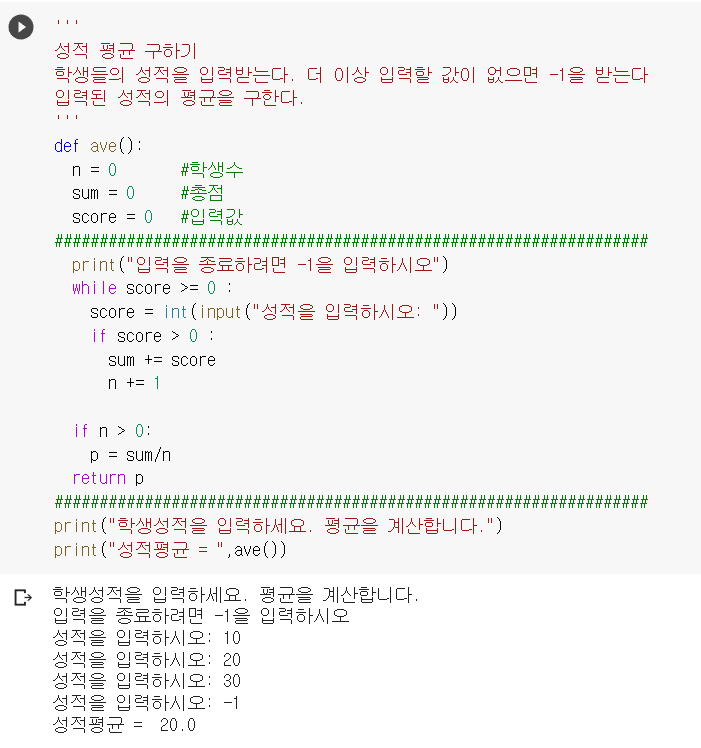 '''
성적 평균 구하기
학생들의 성적을 입력받는다. 더 이상 입력할 값이 없으면 -1을 받는다
입력된 성적의 평균을 구한다.
'''
def ave():
  n = 0       #학생수
  sum = 0     #총점
  score = 0   #입력값
##################################################################
  print("입력을 종료하려면 -1을 입력하시오")
  while score >= 0 :
    score = int(input("성적을 입력하시오: "))
    if score > 0 :
      sum += score
      n += 1

  if n > 0:
    p = sum/n
  return p
##################################################################
print("학생성적을 입력하세요. 평균을 계산합니다.")
print("성적평균 = ",ave())
학생성적을 입력하세요. 평균을 계산합니다.
입력을 종료하려면 -1을 입력하시오
성적을 입력하시오: 10
성적을 입력하시오: 20
성적을 입력하시오: 30
성적을 입력하시오: -1
성적평균 =  20.0